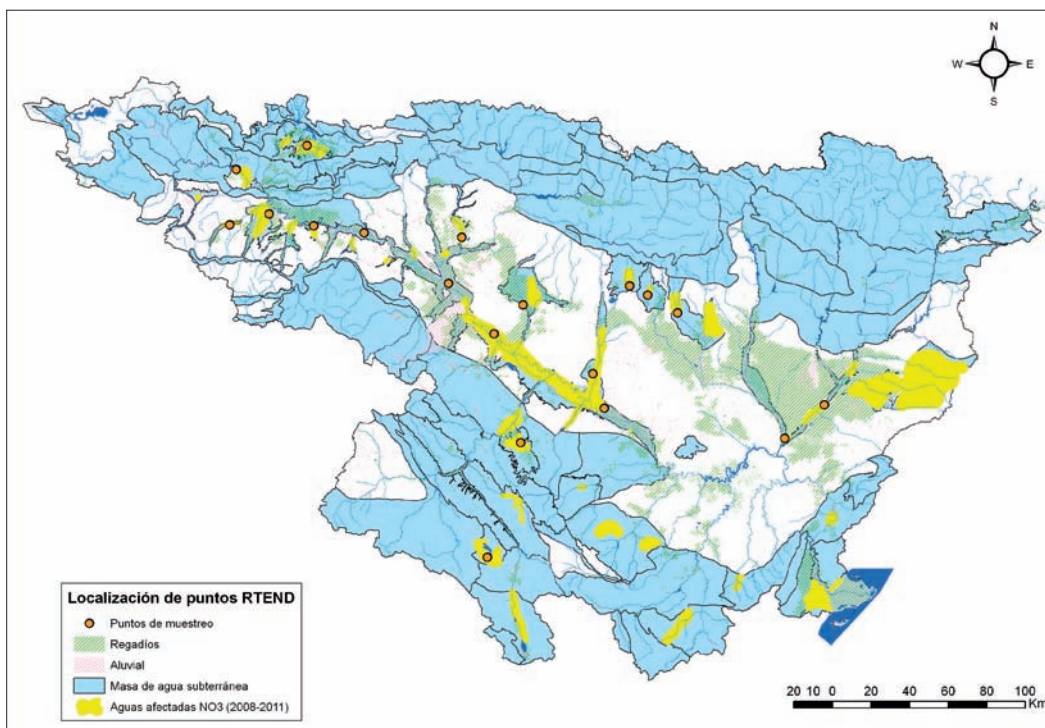 N
W E
S
Localización de puntos RTEND
Puntos de muestreo
Regadíos
Aluvial
Masa de agua subterránea
Aguas afectadas NO3 (2008-2011)
20 10 0 20 40 60 80 100
Km